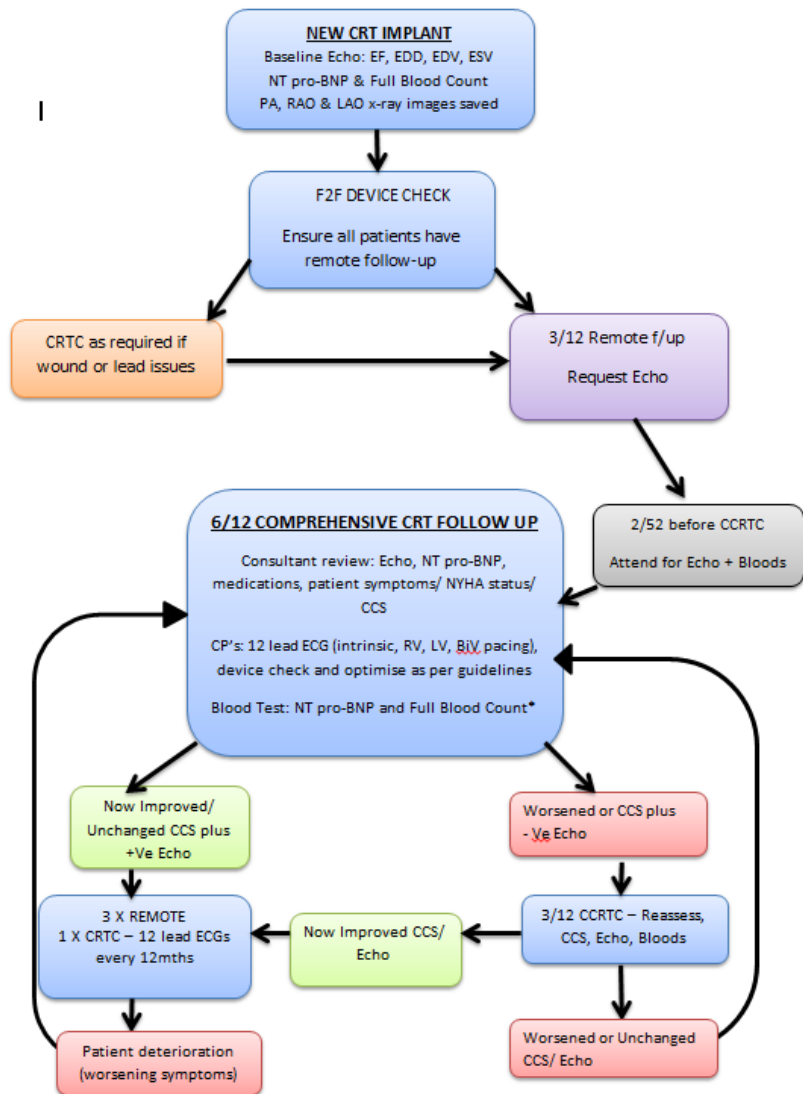 NEW CRT IMPLANT
Baseline Echo: EF, EDD, EDV, ESV
NT pro-BNP & Full Blood Count
PA, RAO & LAO x-ray images saved
I
F2F DEVICE CHECK
Ensure all patients have
remote follow-up
CRTC as required if
wound or lead issues
3/12 Remote f/up
Request Echo
2/52 before CCRTC
Attend for Echo + Bloods
6/12 COMPREHENSIVE CRT FOLLOW UP
Consultant review: Echo, NT pro-BNP,
medications, patient symptoms/ NYHA status/
CCS
CP's: 12 lead ECG (intrinsic, RV, LV, BiV pacing),
device check and optimise as per guidelines
Blood Test: NT pro-BNP and Full Blood Count*
Now Improved/
Unchanged CCS plus
+Ve Echo
Worsened or CCS plus
- Ve Echo
3 X REMOTE
1 X CRTC – 12 lead ECGs
every 12mths
Now Improved CCS/
Echo
3/12 CCRTC – Reassess,
CCS, Echo, Bloods
Patient deterioration
(worsening symptoms)
Worsened or Unchanged
CCS/ Echo